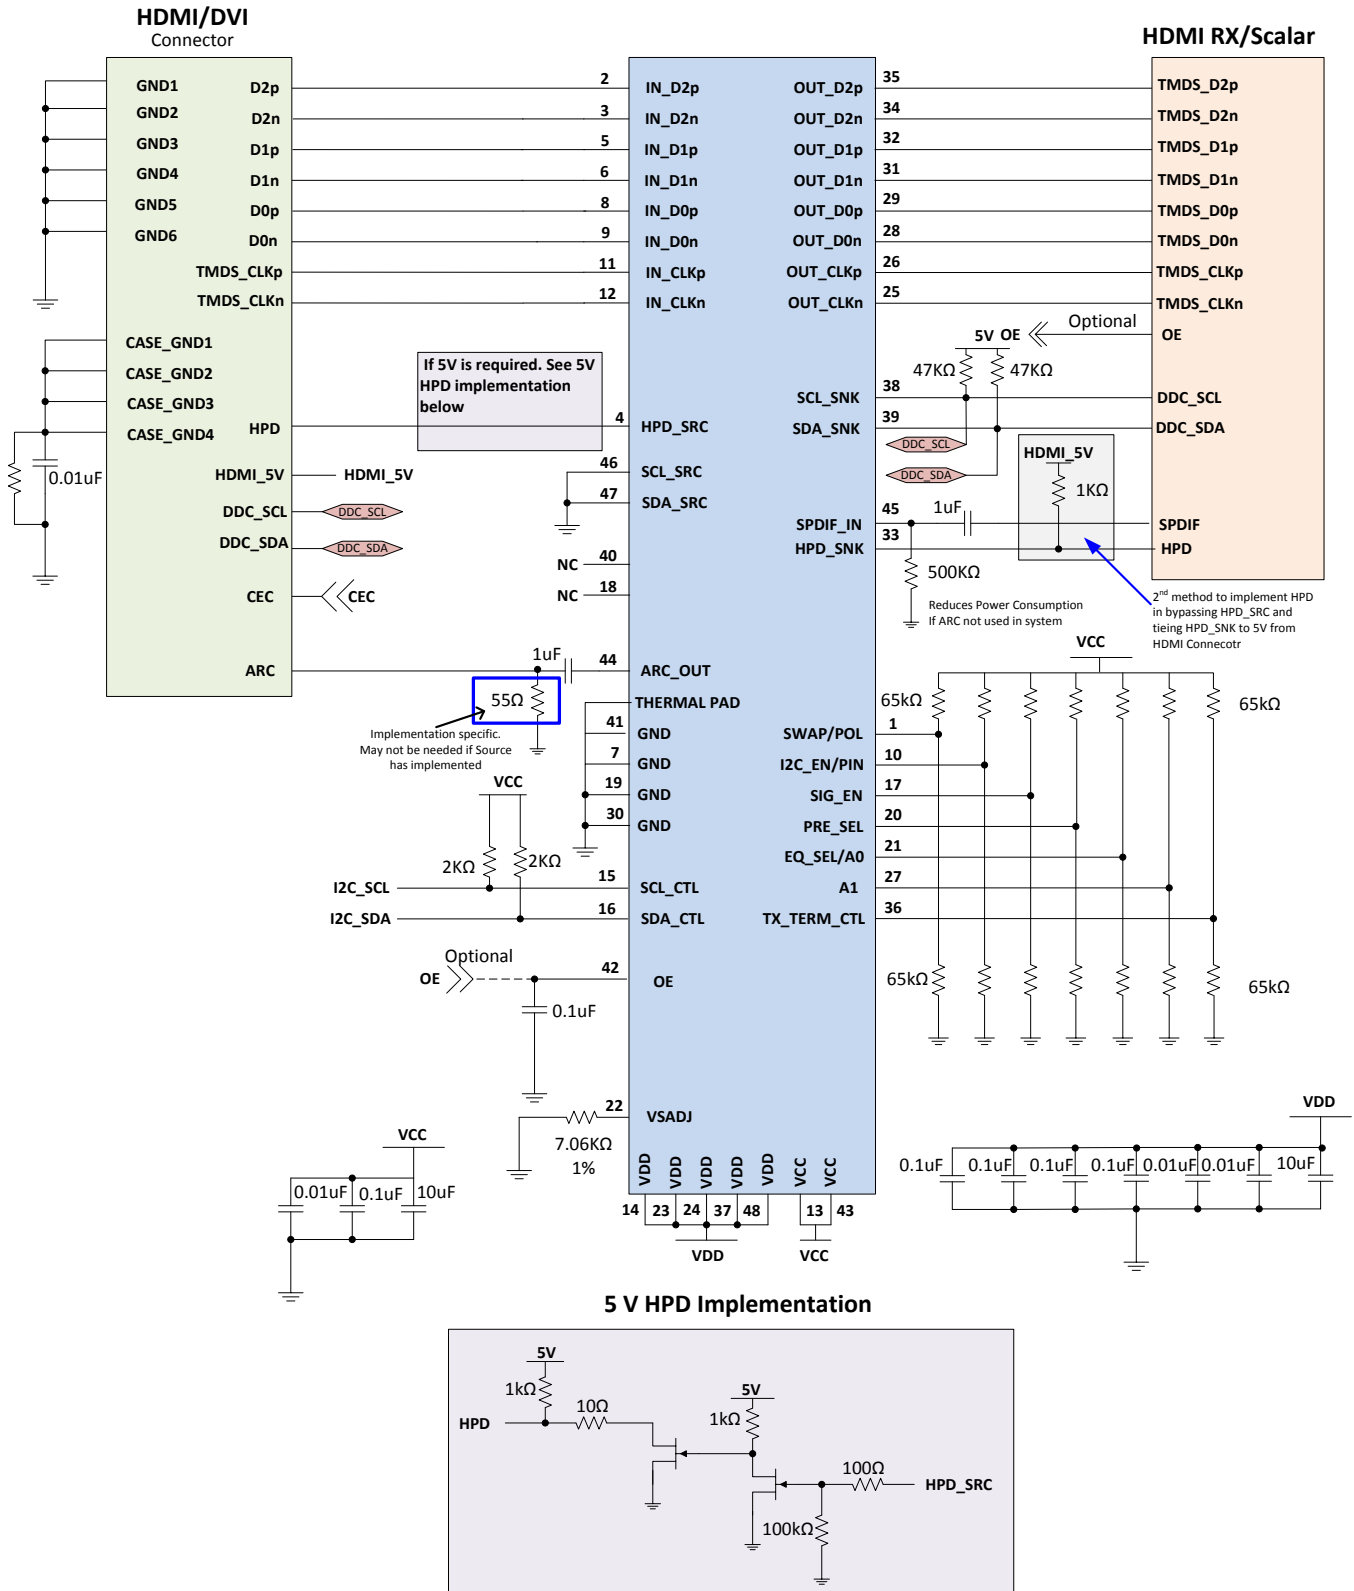 HDMI/DVI
Connector
HDMI RX/Scalar
GND1
GND2
GND3
GND4
GND5
GND6
CASE_GND1
CASE_GND2
CASE_GND3
CASE_GND4
0.01uF
D2p
D2n
D1p
D1n
D0p
D0n
TMDS_CLKp
TMDS_CLKn
HPD
HDMI_5V
HDMI_5V
DDC_SCL
DDC_SCL
DDC_SDA
DDC_SDA
CEC
CEC
ARC
2
3
5
6
8
9
11
12
If 5V is required. See 5V
HPD implementation
below
4
46
47
NC
40
NC
18
1uF
44
55Ω
Implementation specific.
May not be needed if Source
has implemented
41
7
19
30
VCC
2KΩ
2KΩ
I2C_SCL
15
I2C_SDA
16
Optional
OE
42
0.1uF
22
7.06KΩ
1%
IN_D2p
IN_D2n
IN_D1p
IN_D1n
IN_D0p
IN_D0n
IN_CLKp
IN_CLKn
HPD_SRC
SCL_SRC
SDA_SRC
ARC_OUT
THERMAL PAD
GND
GND
GND
GND
SCL_CTL
SDA_CTL
OE
VSADJ
OUT_D2p
OUT_D2n
OUT_D1p
OUT_D1n
OUT_D0p
OUT_D0n
OUT_CLKp
OUT_CLKn
SCL_SNK
SDA_SNK
SPDIF_IN
HPD_SNK
SWAP/POL
I2C_EN/PIN
SIG_EN
PRE_SEL
EQ_SEL/A0
A1
TX_TERM_CTL
35
34
32
31
29
28
26
25
38
39
45
33
1
10
17
20
21
27
36
TMDS_D2p
TMDS_D2n
TMDS_D1p
TMDS_D1n
TMDS_D0p
TMDS_D0n
TMDS_CLKp
TMDS_CLKn
OE
DDC_SCL
DDC_SDA
SPDIF
HPD
5V
OE
Optional
47KΩ
47KΩ
DDC_SCL
DDC_SDA
HDMI_5V
1KΩ
1uF
500KΩ
Reduces Power Consumption
If ARC not used in system
2nd method to implement HPD
in bypassing HPD_SRC and
tieing HPD_SNK to 5V from
HDMI Connecotr
VCC
65kΩ
65kΩ
65kΩ
65kΩ
VDD
VDD
VDD
VDD
VDD
VCC
VCC
14
23
24
37
48
13
43
VDD
VCC
VCC
0.01uF
0.1uF
10uF
VDD
0.1uF
0.1uF
0.1uF
0.1uF
0.01uF
0.01uF
10uF
5 V HPD Implementation
5V
1kΩ
HPD
10Ω
5V
1kΩ
100Ω
HPD_SRC
100kΩ